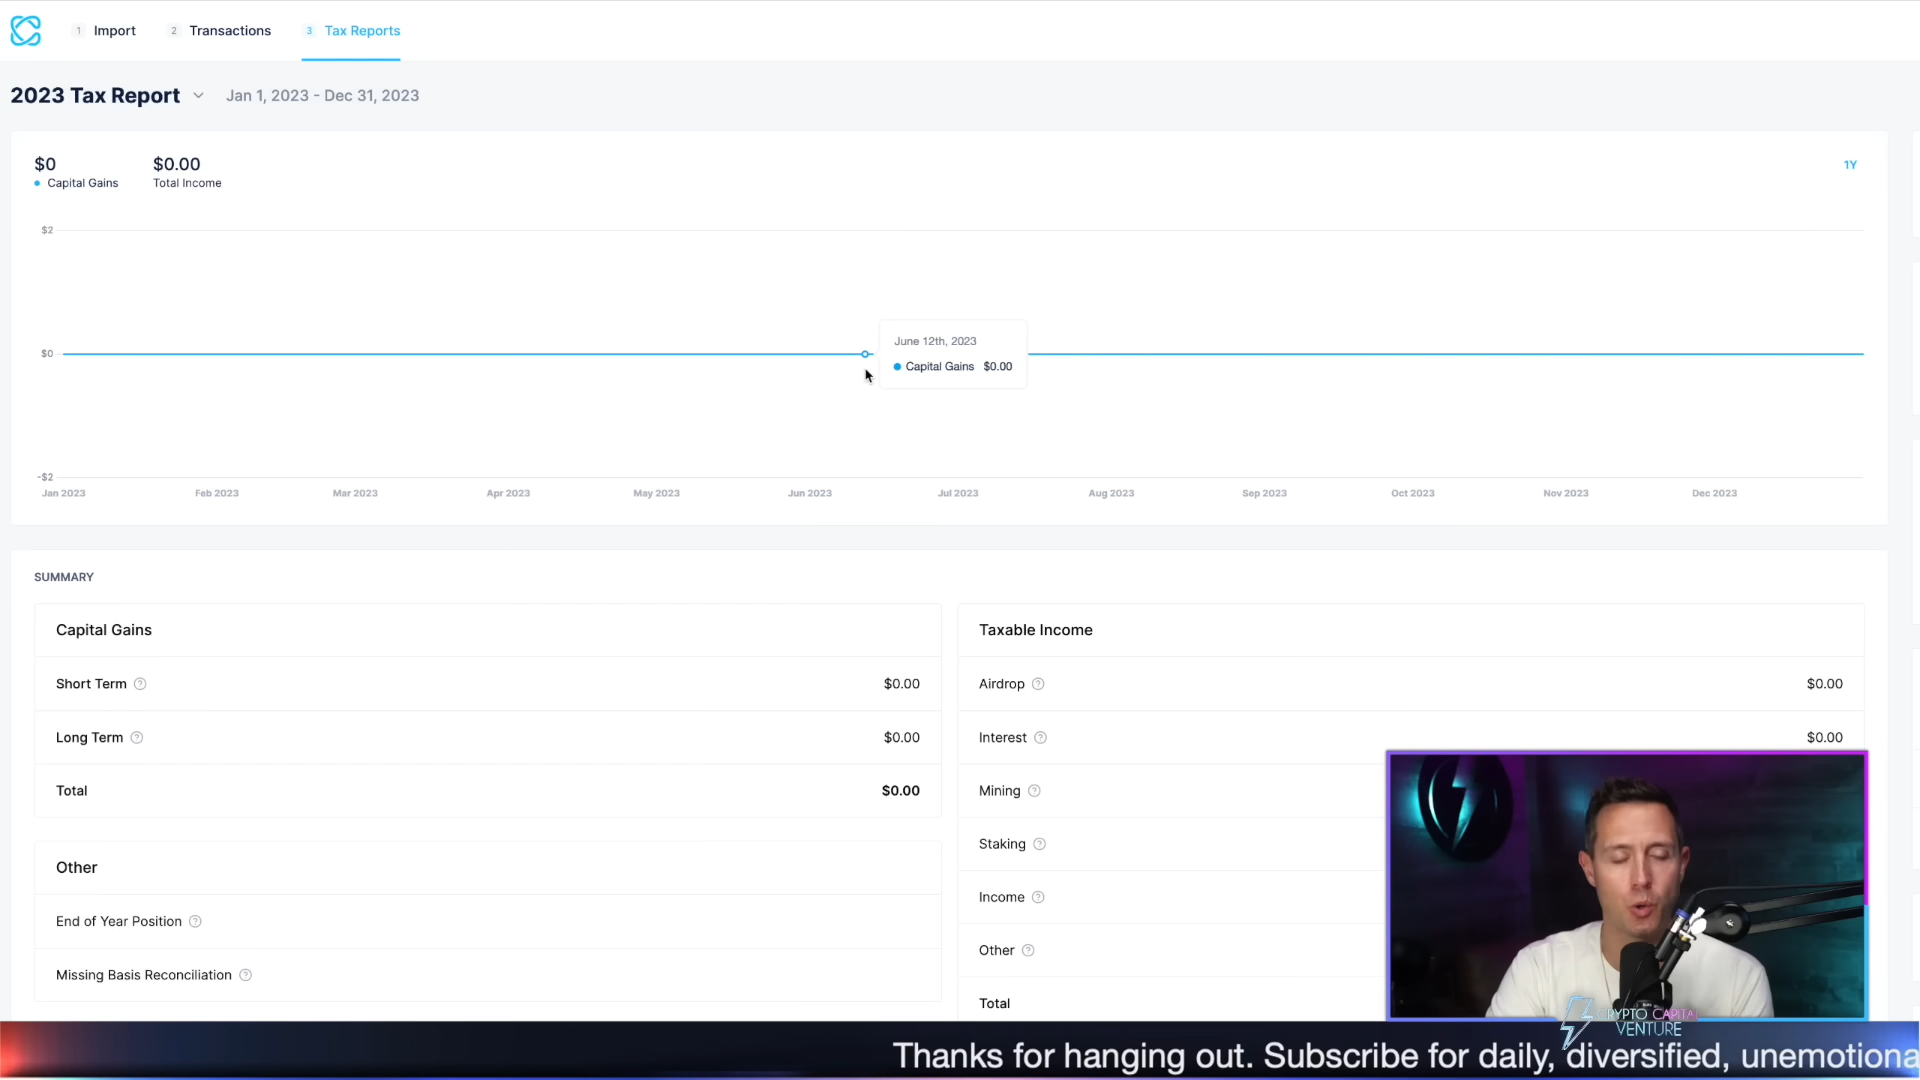 1 Import 2 Transactions 3 Tax Reports
2023 Tax Report Jan 1, 2023 - Dec 31, 2023
$0 $0.00 1Y
Capital Gains Total Income
$2
$0
-$2
June 12th, 2023
Capital Gains $0.00
Jan 2023 Feb 2023 Mar 2023 Apr 2023 May 2023 Jun 2023 Jul 2023 Aug 2023 Sep 2023 Oct 2023 Nov 2023 Dec 2023
SUMMARY
Capital Gains
Short Term ? $0.00
Long Term ? $0.00
Total $0.00
Other
End of Year Position ?
Missing Basis Reconciliation ?
Taxable Income
Airdrop ? $0.00
Interest ? $0.00
Mining ?
Staking ?
Income ?
Other ?
Total
CRYPTO CAPITAL
VENTURE
Thanks for hanging out. Subscribe for daily, diversified, unemotiona